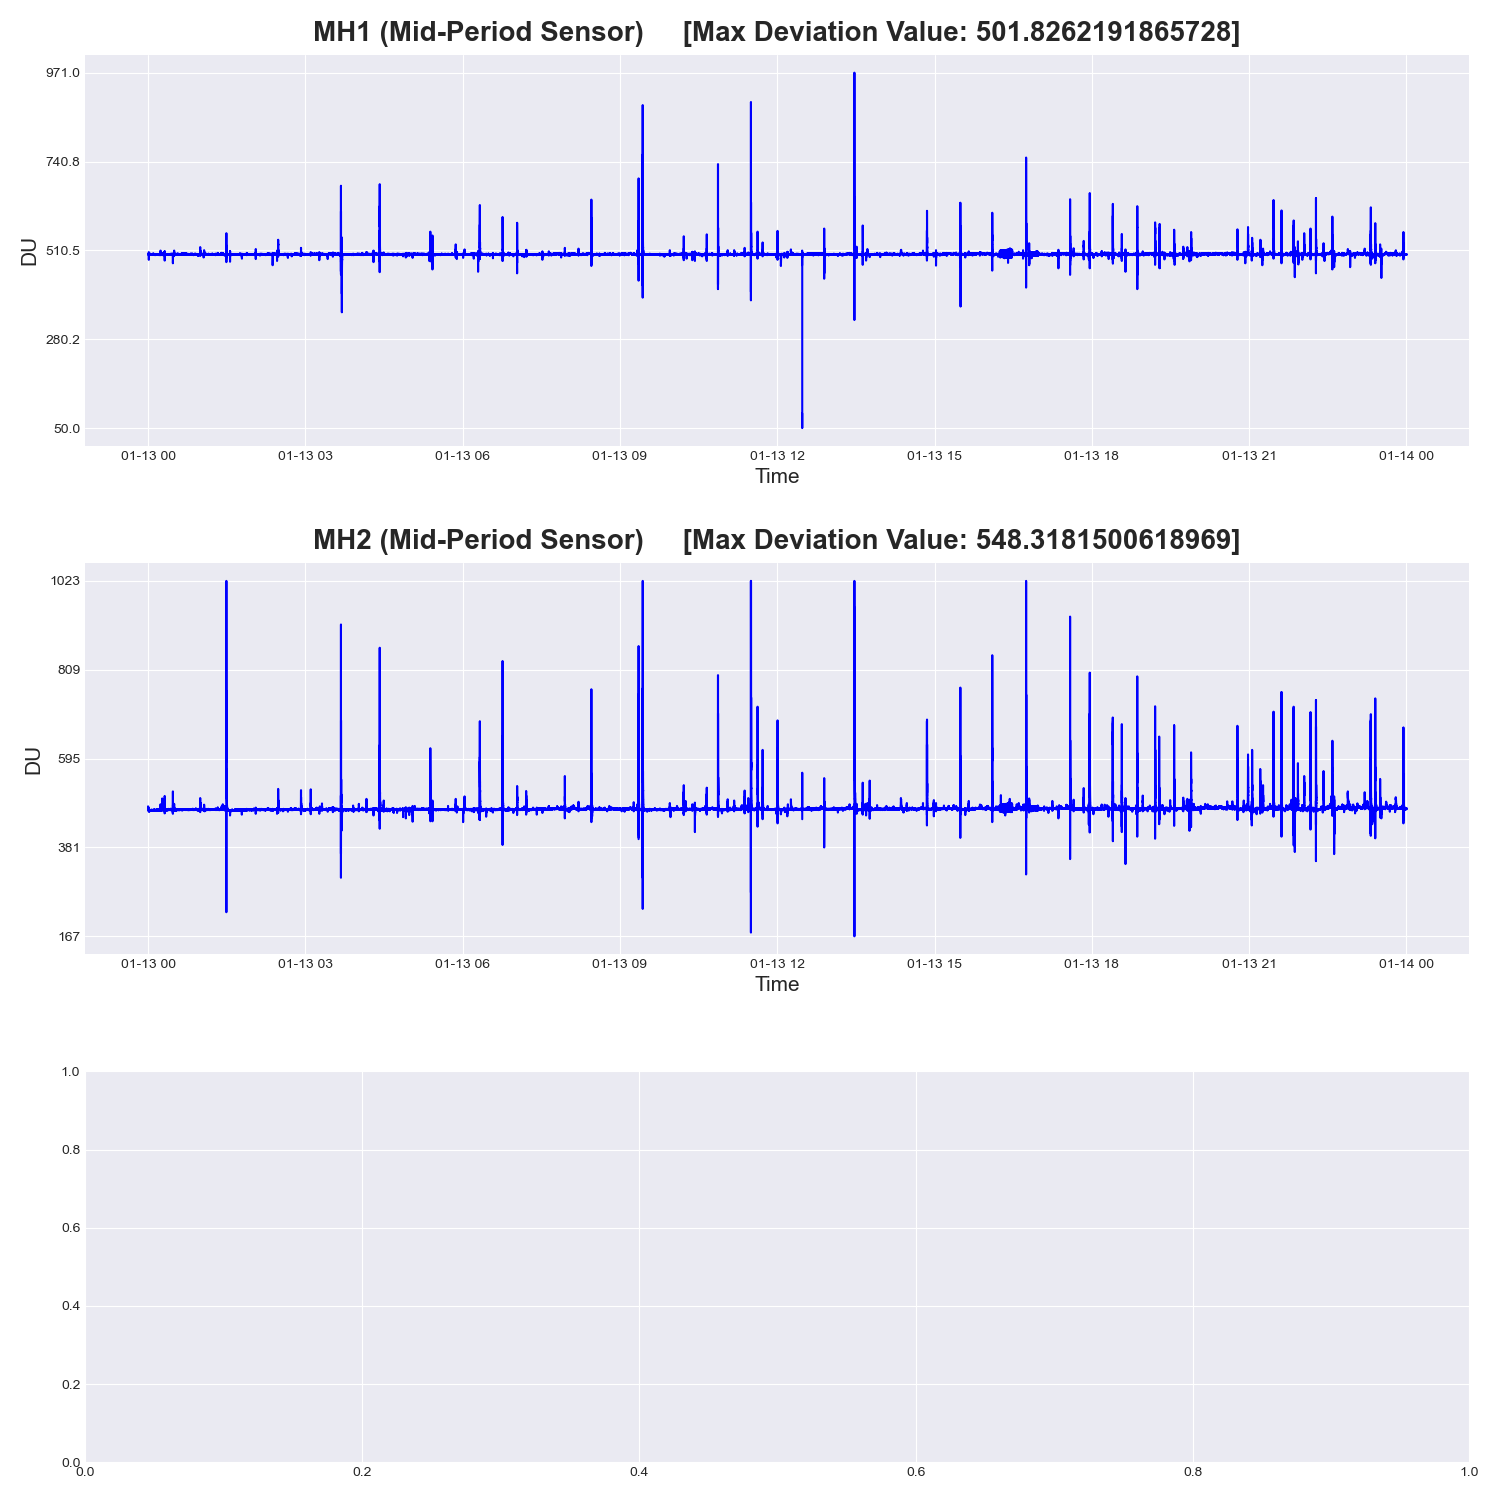 MH1 (Mid-Period Sensor) [Max Deviation Value: 501.8262191865728]
971.0
740.8
510.5
280.2
50.0
DU
01-13 00 01-13 03 01-13 06 01-13 09 01-13 12 01-13 15 01-13 18 01-13 21 01-14 00
Time
MH2 (Mid-Period Sensor) [Max Deviation Value: 548.3181500618969]
1023
809
595
381
167
DU
01-13 00 01-13 03 01-13 06 01-13 09 01-13 12 01-13 15 01-13 18 01-13 21 01-14 00
Time
1.0
0.8
0.6
0.4
0.2
0.0
0.0 0.2 0.4 0.6 0.8 1.0